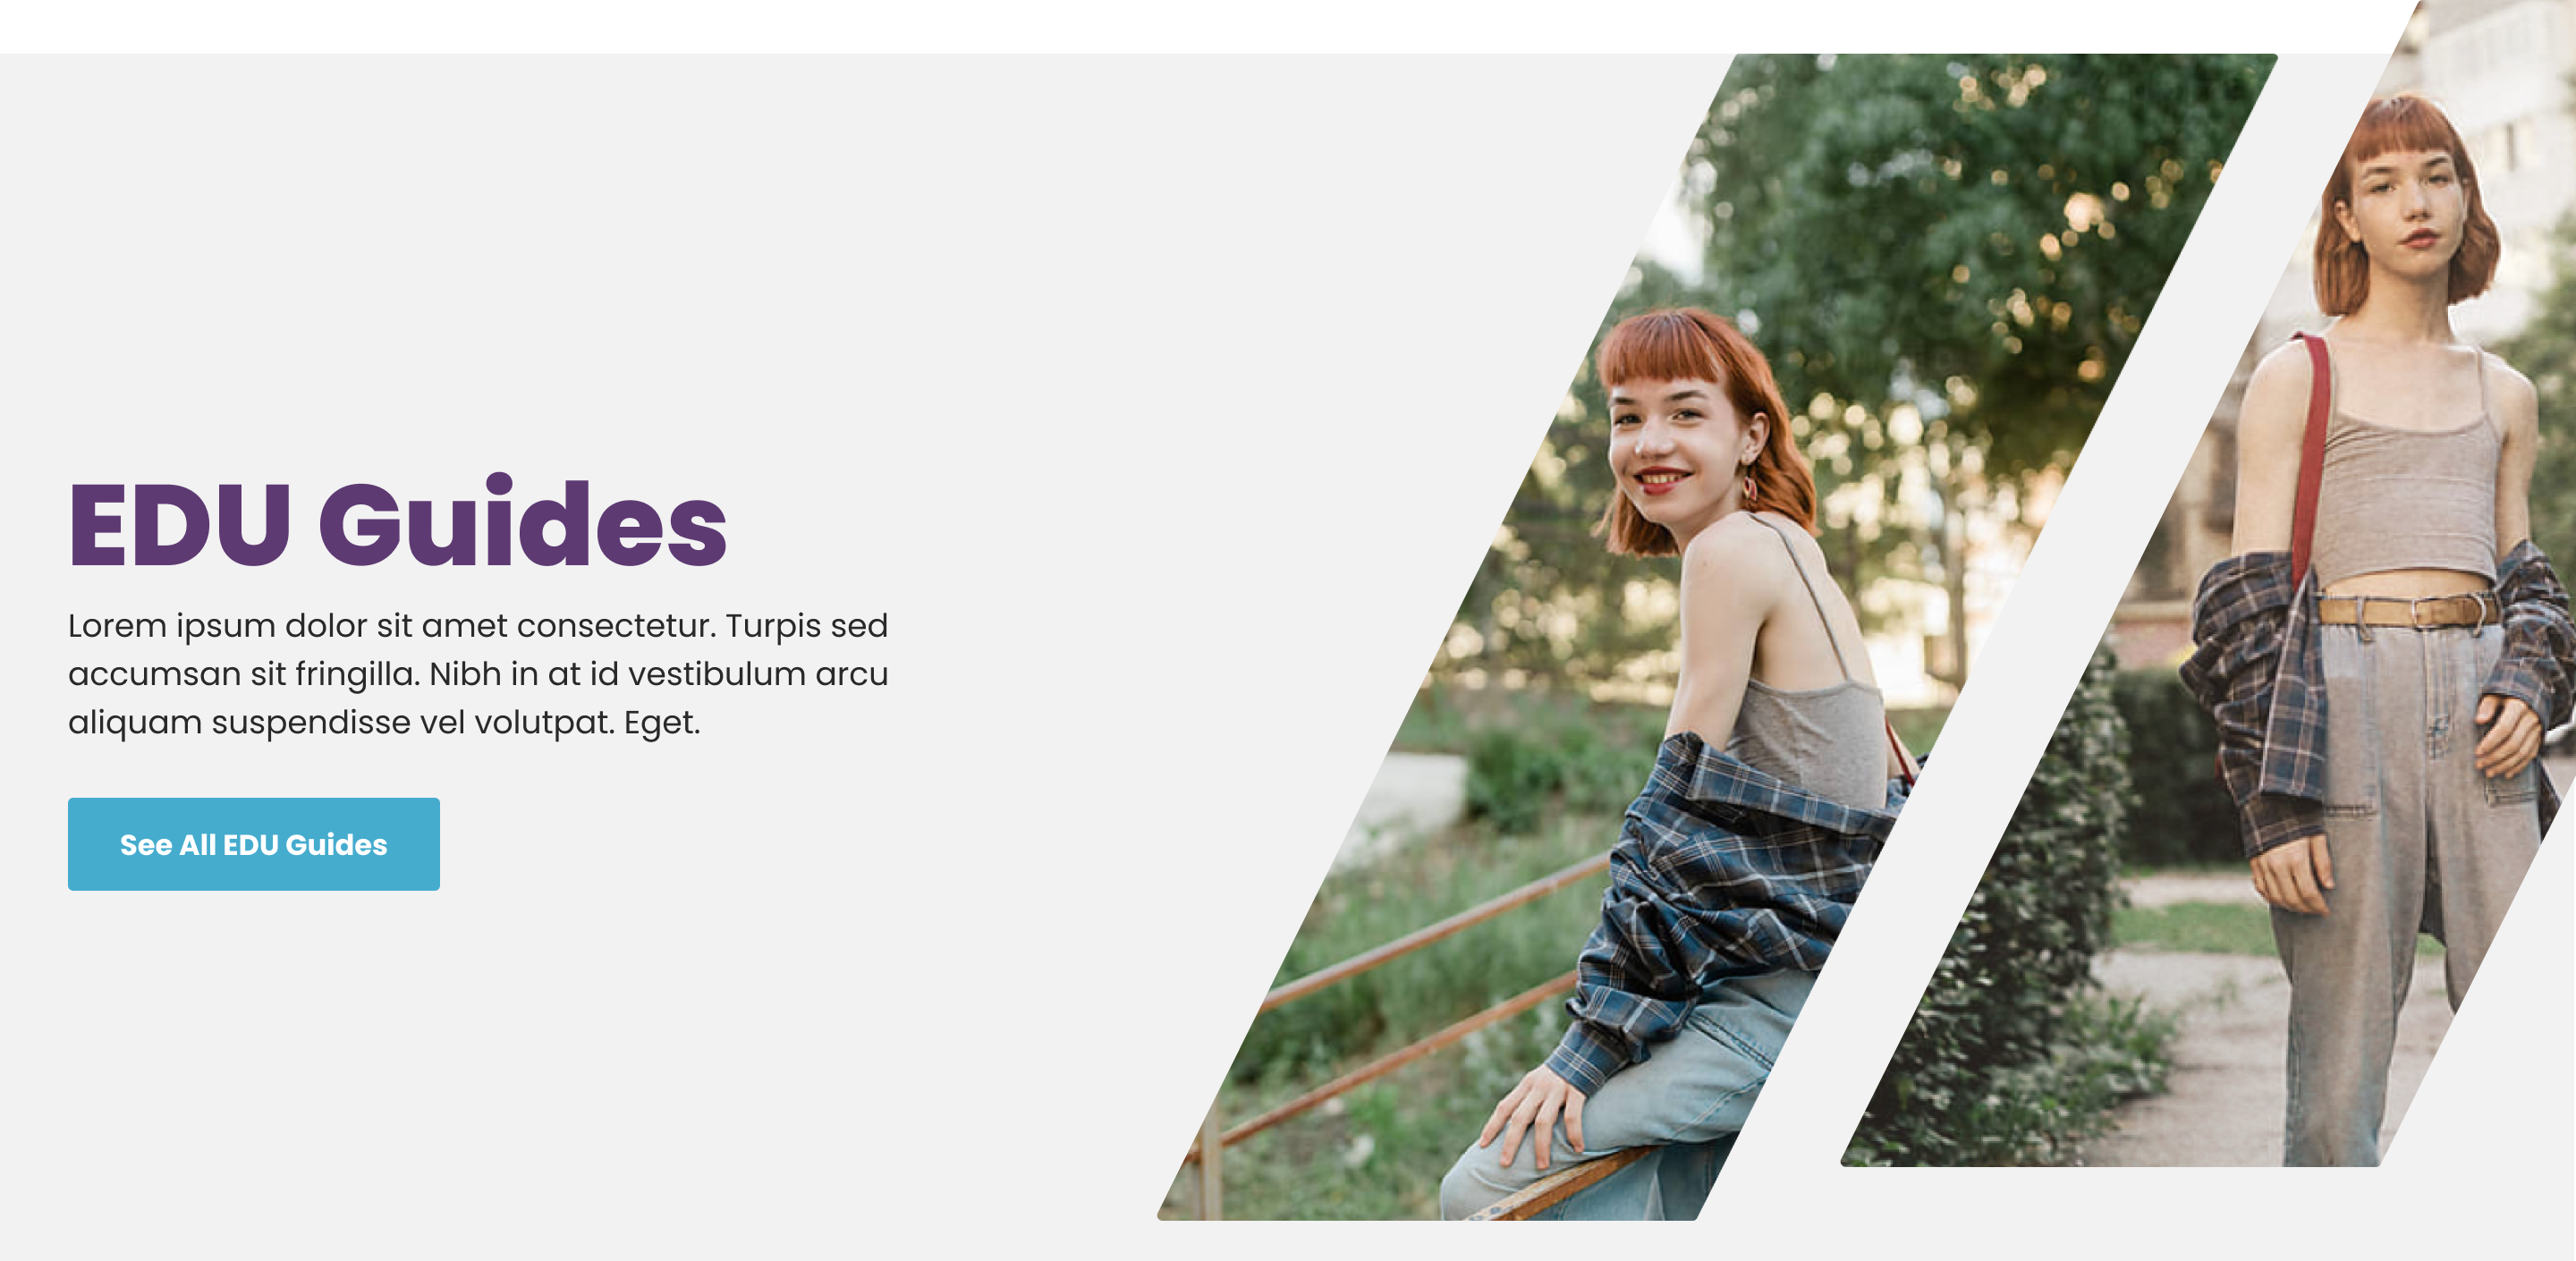 EDU Guides
Lorem ipsum dolor sit amet consectetur. Turpis sed
accumsan sit fringilla. Nibh in at id vestibulum arcu
aliquam suspendisse vel volutpat. Eget.
See All EDU Guides